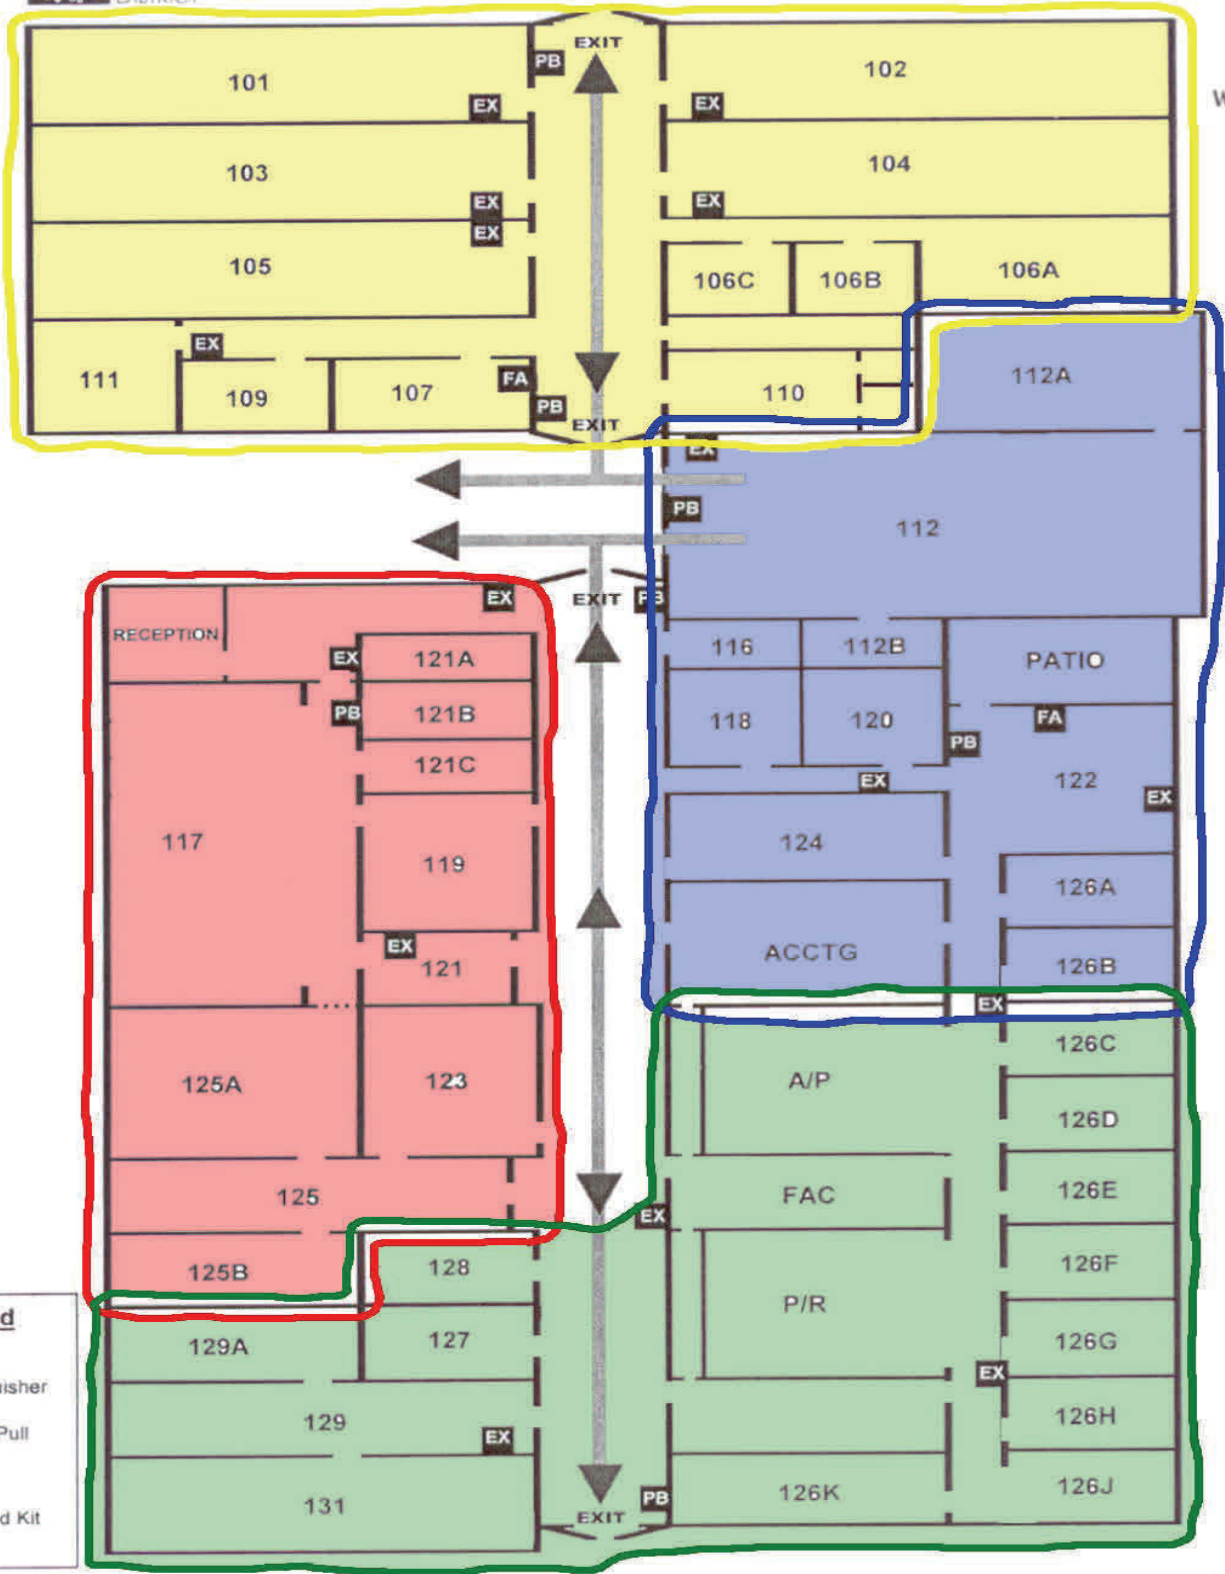 EXIT
PB
101
102
EX
EX
103
104
EX
EX
EX
105
106C
106B
106A
EX
111
109
107
FA
PB
110
112A
EXIT
EX
PB
112
EX
EXIT
PB
RECEPTION
EX
121A
116
112B
PATIO
PB
121B
118
120
FA
PB
121C
EX
122
EX
117
119
124
126A
EX
121
ACCTG
126B
EX
125A
123
A/P
126C
126D
125
FAC
126E
EX
125B
128
126F
P/R
129A
127
126G
EX
129
126H
EX
131
PB
126K
126J
EXIT
d
isher
Pull
d Kit